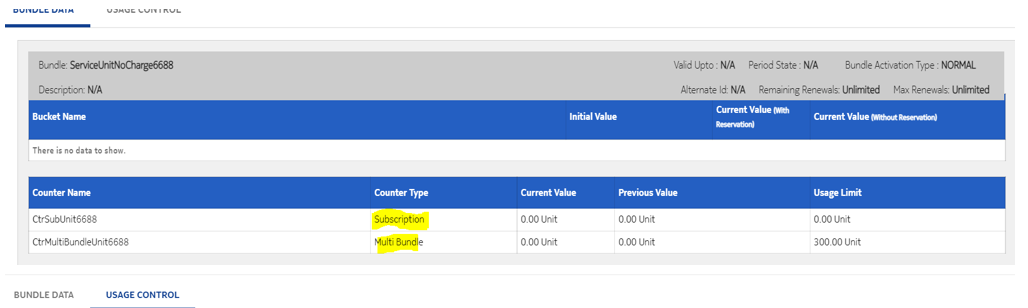 BUNDLE DATA USAGE CONTROL
Bundle: ServiceUnitNoCharge6688 Valid Upto : N/A Period State : N/A Bundle Activation Type : NORMAL
Description: N/A Alternate Id: N/A Remaining Renewals: Unlimited Max Renewals: Unlimited
Bucket Name Initial Value Current Value (With Reservation) Current Value (Without Reservation)
There is no data to show.
Counter Name Counter Type Current Value Previous Value Usage Limit
CtrSubUnit6688 Subscription 0.00 Unit 0.00 Unit 0.00 Unit
CtrMultiBundleUnit6688 Multi Bundle 0.00 Unit 0.00 Unit 300.00 Unit
BUNDLE DATA USAGE CONTROL